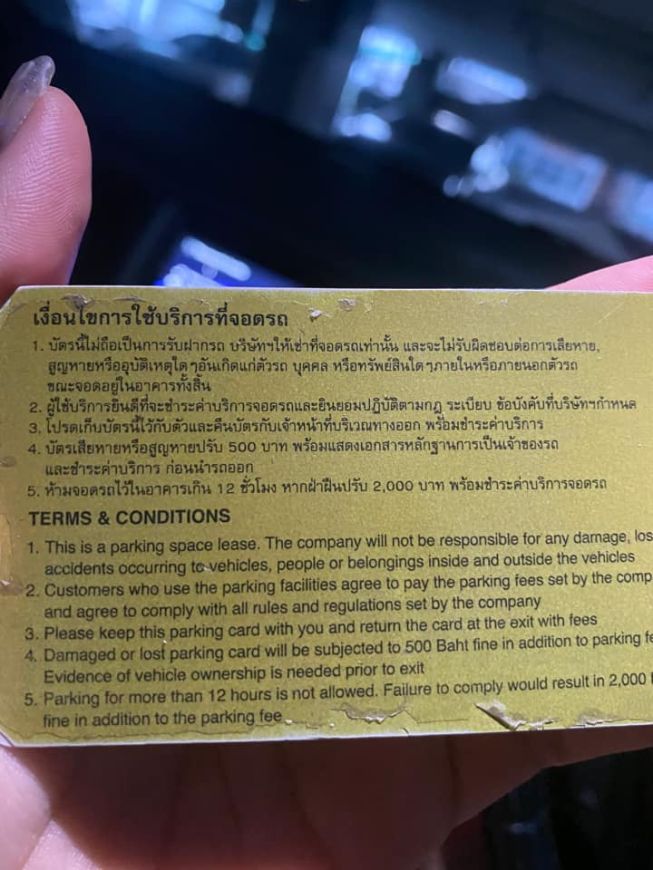 เงื่อนไขการใช้บริการที่จอดรถ
1. บัตรนี้ไม่ถือเป็นการรับฝากรถ บริษัทฯให้เช่าที่จอดรถเท่านั้น และจะไม่รับผิดชอบต่อการเสียหาย,
สูญหายหรืออุบัติเหตุใดๆอันเกิดแก่ตัวรถ บุคคล หรือทรัพย์สินใดๆภายในหรือภายนอกตัวรถ
ขณะจอดอยู่ในอาคารทั้งสิ้น
2. ผู้ใช้บริการยินดีที่จะชำระค่าบริการจอดรถและยินยอมปฏิบัติตามกฎ ระเบียบ ข้อบังคับที่บริษัทฯกำหนด
3. โปรดเก็บบัตรนี้ไว้กับตัวและคืนบัตรกับเจ้าหน้าที่บริเวณทางออก พร้อมชำระค่าบริการ
4. บัตรเสียหายหรือสูญหายปรับ 500 บาท พร้อมแสดงเอกสารหลักฐานการเป็นเจ้าของรถ
และชำระค่าบริการ ก่อนนำรถออก
5. ห้ามจอดรถไว้ในอาคารเกิน 12 ชั่วโมง หากฝ่าฝืนปรับ 2,000 บาท พร้อมชำระค่าบริการจอดรถ
TERMS & CONDITIONS
1. This is a parking space lease. The company will not be responsible for any damage, los
accidents occurring to vehicles, people or belongings inside and outside the vehicles
2. Customers who use the parking facilities agree to pay the parking fees set by the comp
and agree to comply with all rules and regulations set by the company
3. Please keep this parking card with you and return the card at the exit with fees
4. Damaged or lost parking card will be subjected to 500 Baht fine in addition to parking fe
Evidence of vehicle ownership is needed prior to exit
5. Parking for more than 12 hours is not allowed. Failure to comply would result in 2,000
fine in addition to the parking fee